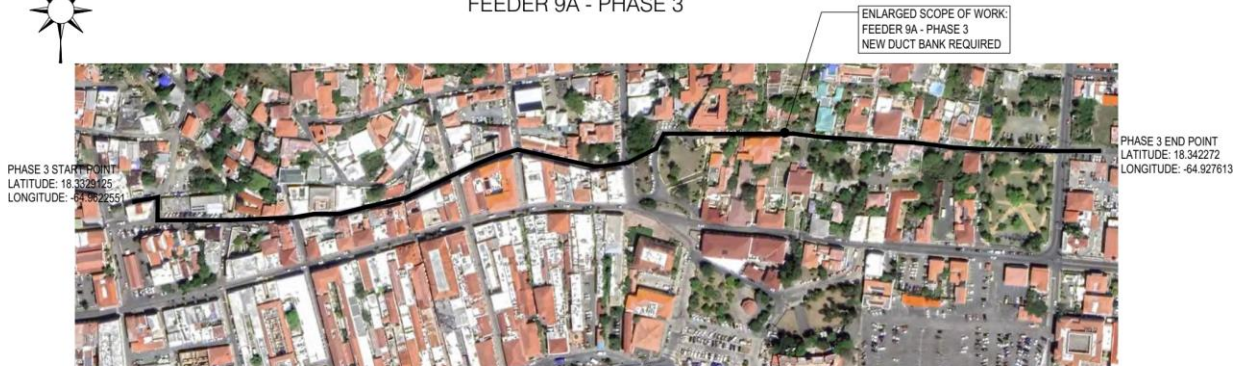 FEEDER 9A - PHASE 3
ENLARGED SCOPE OF WORK:
FEEDER 9A - PHASE 3
NEW DUCT BANK REQUIRED
PHASE 3 START POINT
LATITUDE: 18.3329125
LONGITUDE:
PHASE 3 END POINT
LATITUDE: 18.342272
LONGITUDE: -64.927613